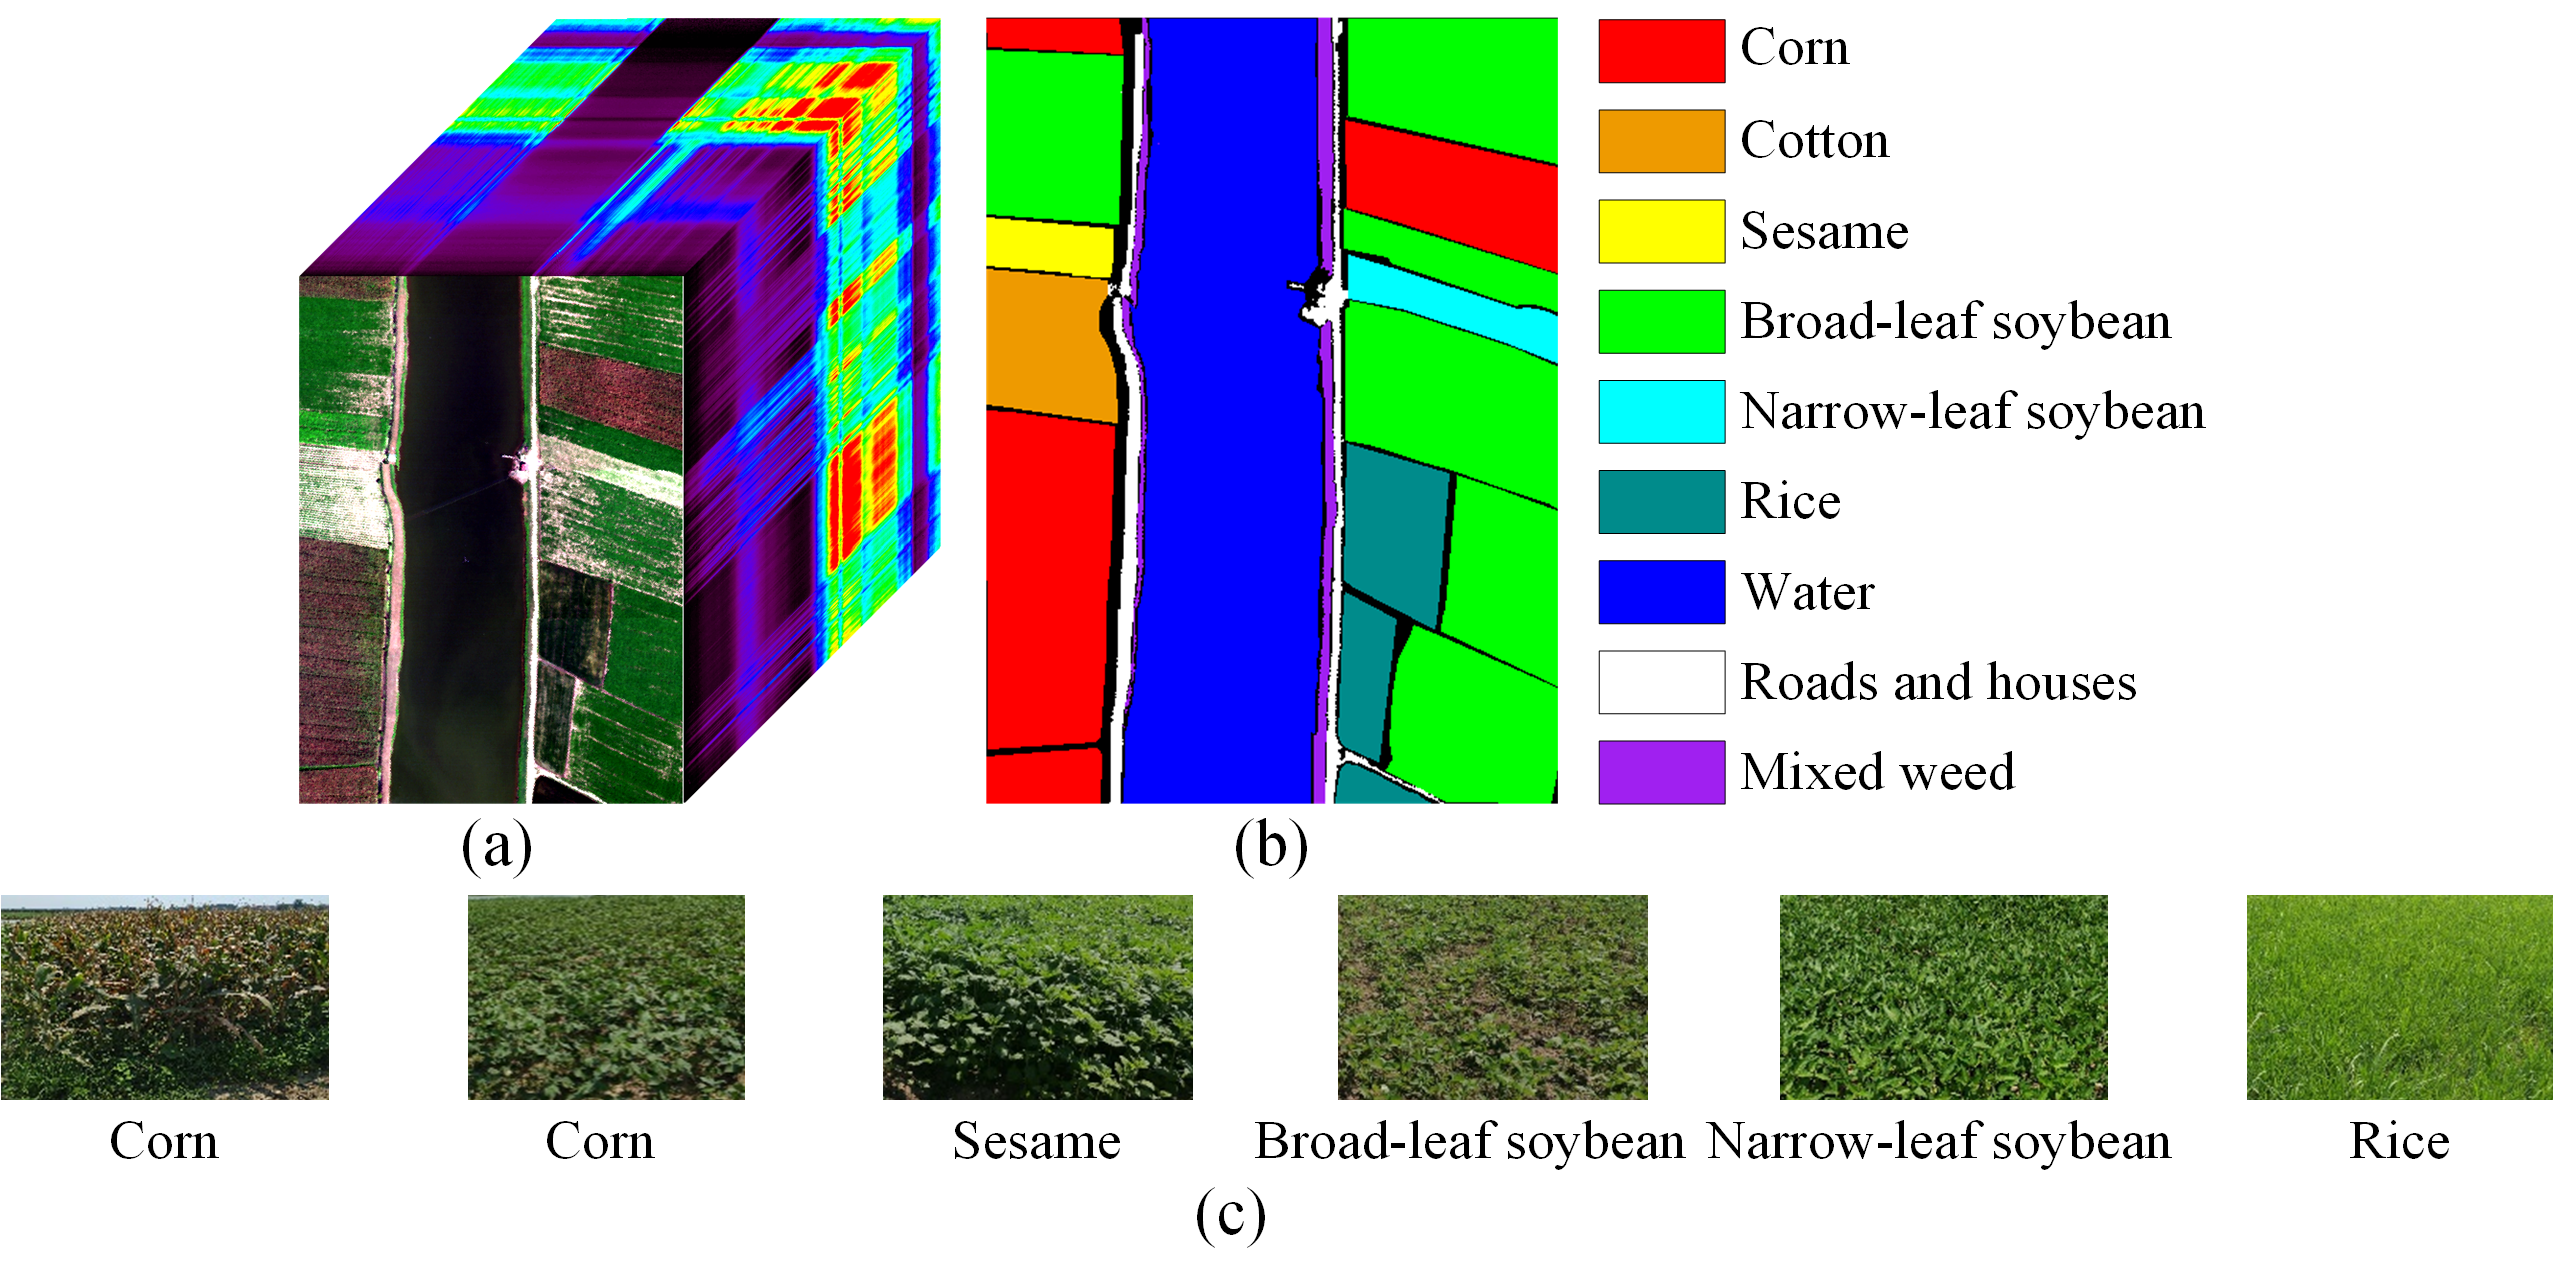 Corn
Cotton
Sesame
Broad-leaf soybean
Narrow-leaf soybean
Rice
Water
Roads and houses
Mixed weed
(a)
(b)
Corn
Corn
Sesame
Broad-leaf soybean
Narrow-leaf soybean
Rice
(c)